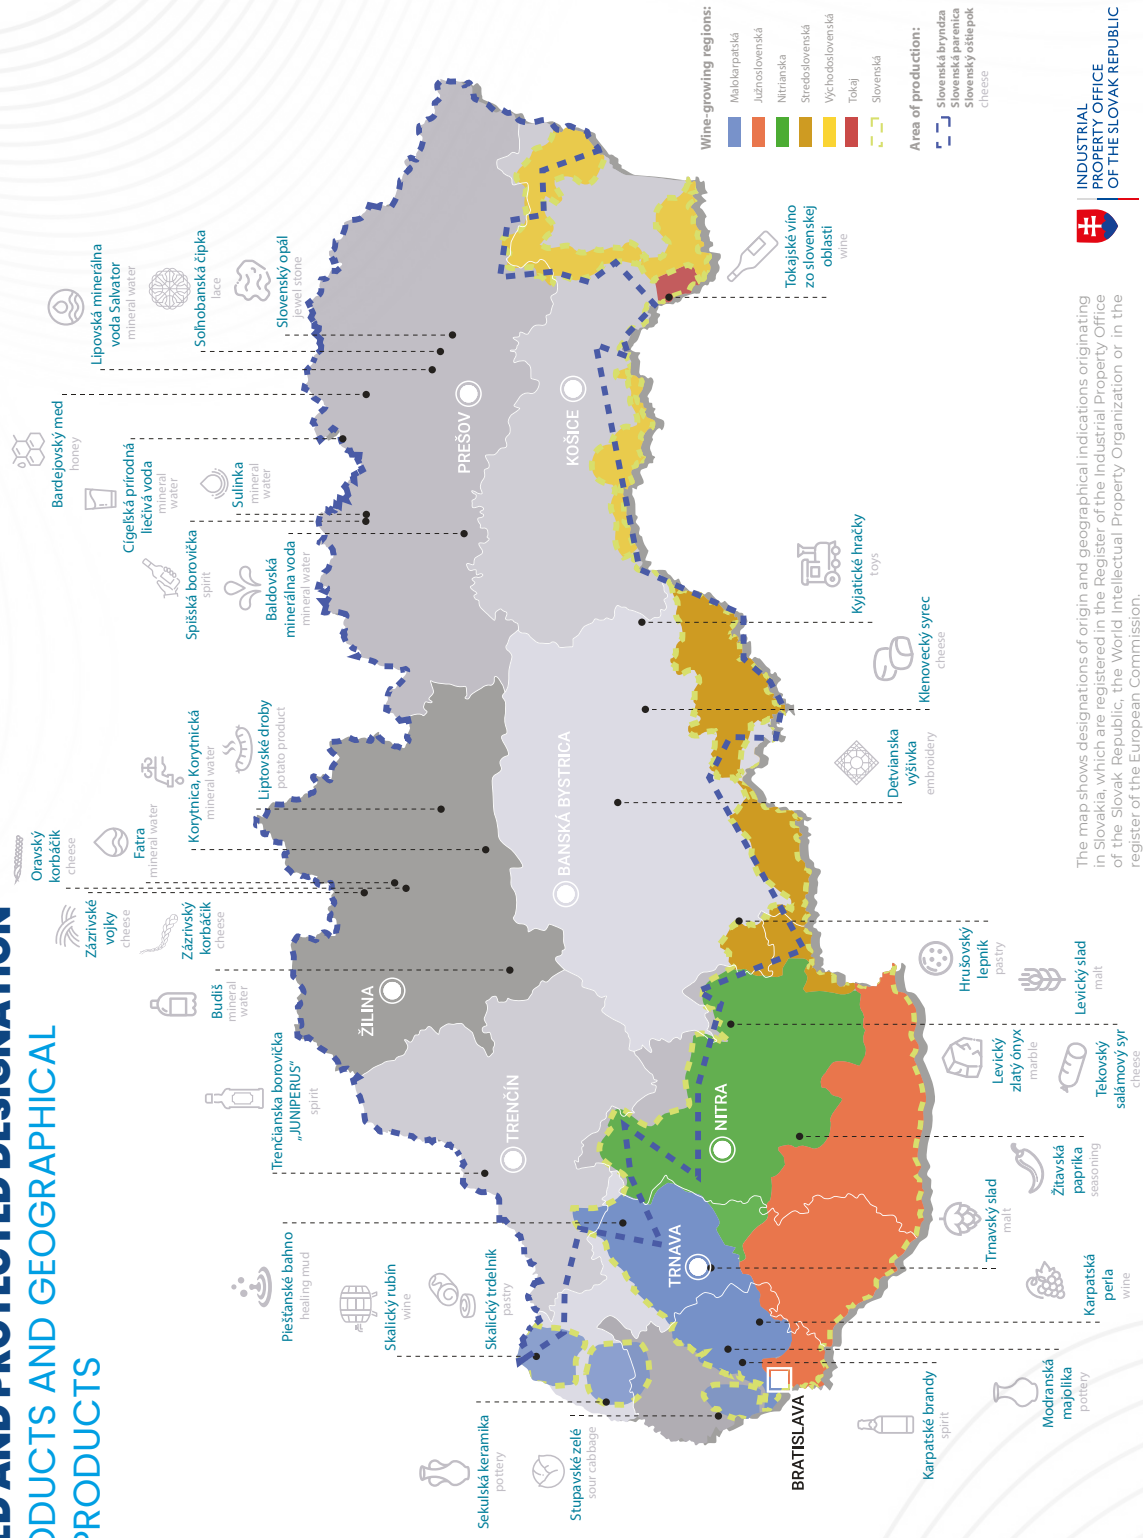 ED AND PROTECTED DESIGNATION
ODUCTS AND GEOGRAPHICAL
PRODUCTS
Sekulská keramika
pottery
Stupavské zelé
sour cabbage
Skalický rubín
wine
Skalický trdelník
pastry
Piešťanské bahno
healing mud
Trenčianska borovička
„JUNIPERUS”
spirit
Budiš
mineral
water
Zázrivské
vojky
cheese
Zázrivský
korbáčik
cheese
Oravský
korbáčik
cheese
Fatra
mineral water
Korytnica, Korytnická
mineral water
Liptovské droby
potato product
Spišská borovička
spirit
Baldovská
minerálna voda
mineral water
Cígeľská prírodná
liečivá voda
mineral
water
Sulinka
mineral
water
Bardejovský med
honey
Lipovská minerálna
voda Salvator
mineral water
Soľnobanská čipka
lace
Slovenský opál
jewel stone
ŽILINA
TRENČÍN
PREŠOV
KOŠICE
BANSKÁ BYSTRICA
NITRA
TRNAVA
BRATISLAVA
Karpatské brandy
spirit
Modranská
majolika
pottery
Karpatská
perla
wine
Trnavský slad
malt
Žitavská
paprika
seasoning
Levický
zlatý ónyx
marble
Tekovský
salámový syr
cheese
Levický slad
malt
Hrušovský
lepník
pastry
Detvianska
výšivka
embroidery
Klenovecký syrec
cheese
Kyjatické hračky
toys
Tokajské víno
zo slovenskej
oblasti
wine
Wine-growing regions:
Malokarpatská
Južnoslovenská
Nitrianska
Stredoslovenská
Východoslovenská
Tokaj
Slovenská
Area of production:
Slovenská bryndza
Slovenská parenica
Slovenský oštiepok
cheese
The map shows designations of origin and geographical indications originating
in Slovakia, which are registered in the Register of the Industrial Property Office
of the Slovak Republic, the World Intellectual Property Organization or in the
register of the European Commission.
INDUSTRIAL
PROPERTY OFFICE
OF THE SLOVAK REPUBLIC